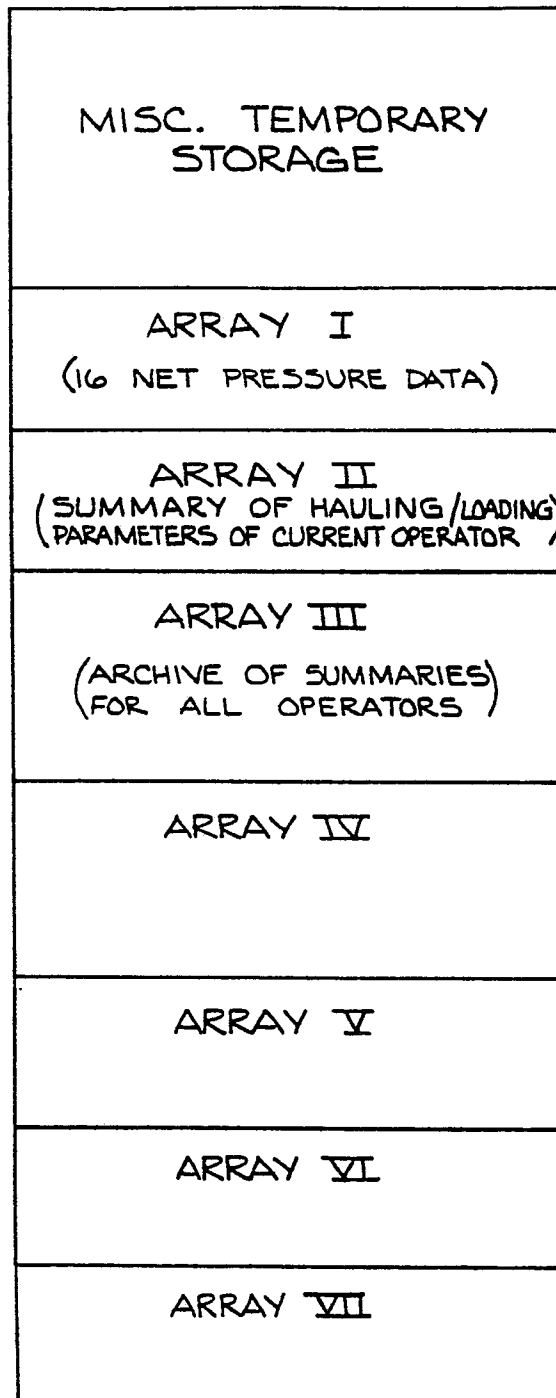 MISC. TEMPORARY
STORAGE
ARRAY I
(16 NET PRESSURE DATA)
ARRAY II
(SUMMARY OF HAULING/LOADING
PARAMETERS OF CURRENT OPERATOR)
ARRAY III
(ARCHIVE OF SUMMARIES
FOR ALL OPERATORS)
ARRAY IV
ARRAY V
ARRAY VI
ARRAY VII